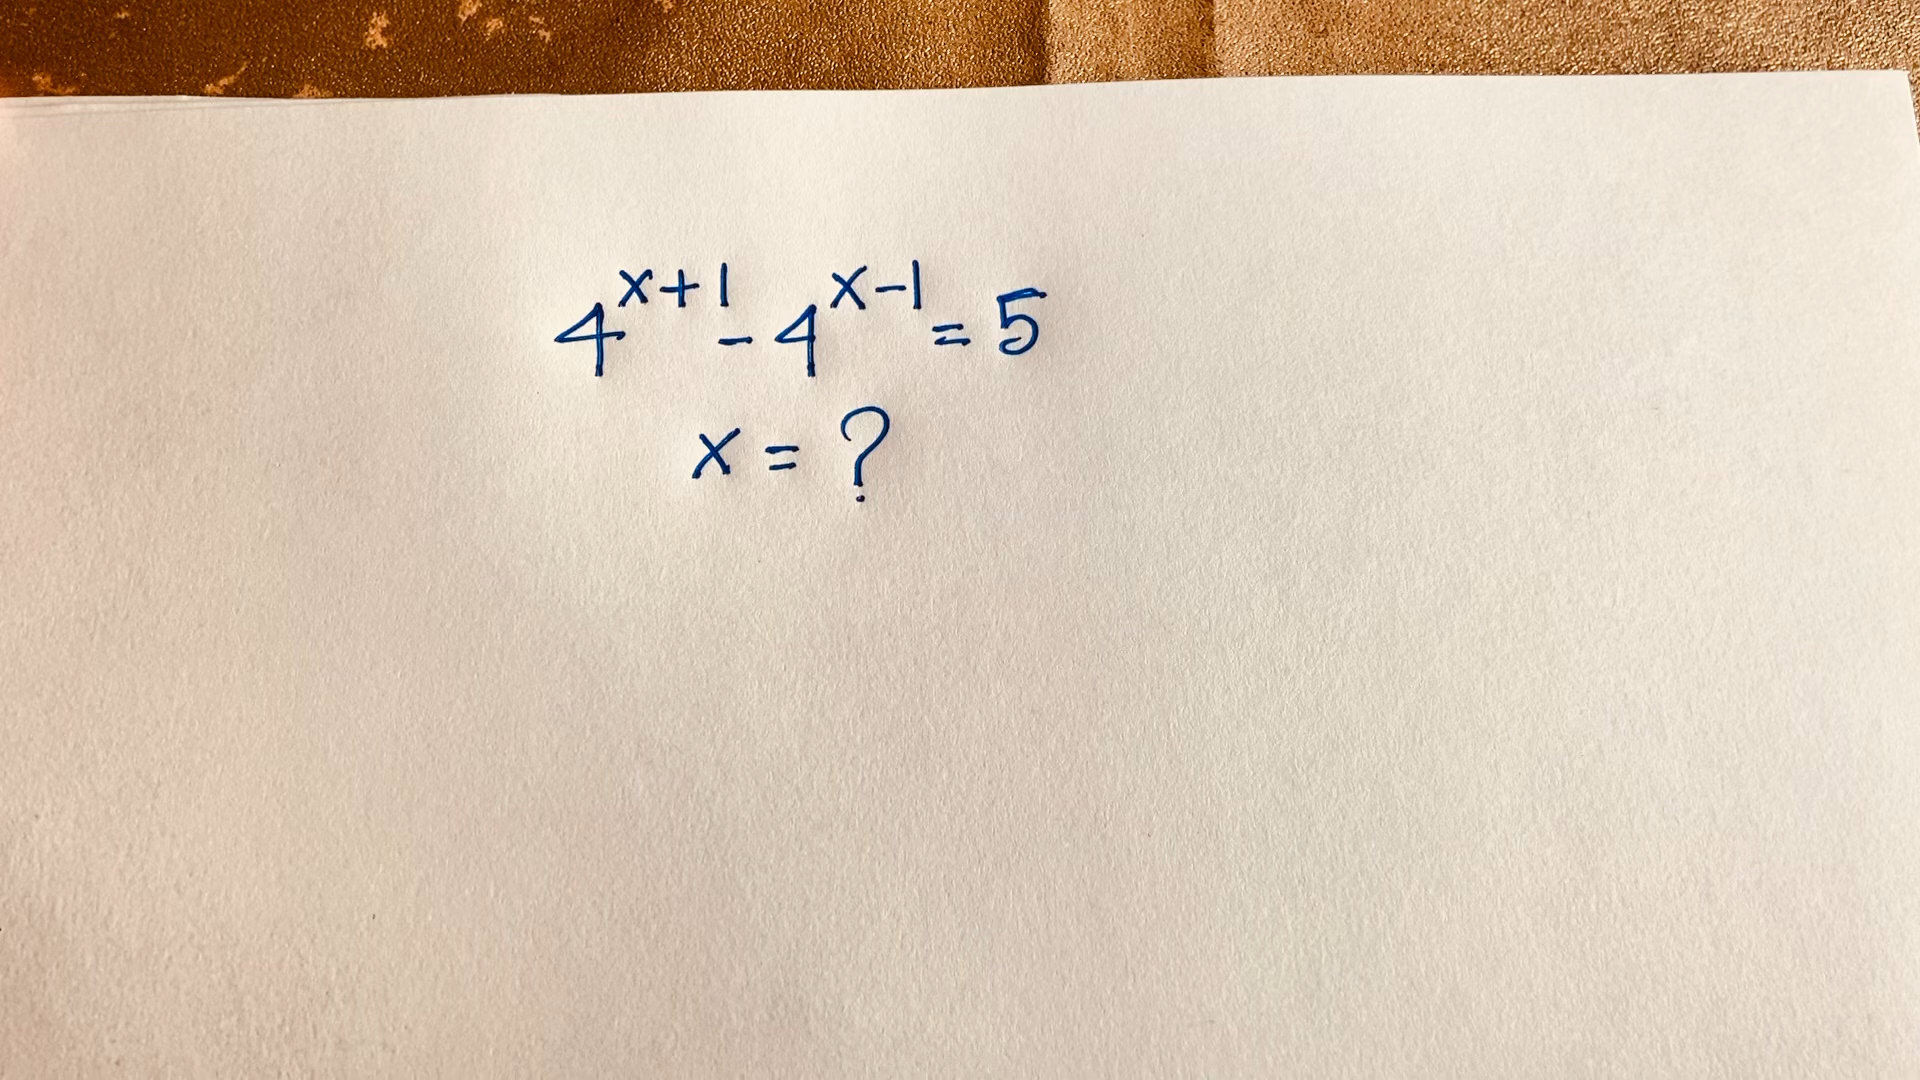 4^{x+1} - 4^{x-1} = 5
x = ?